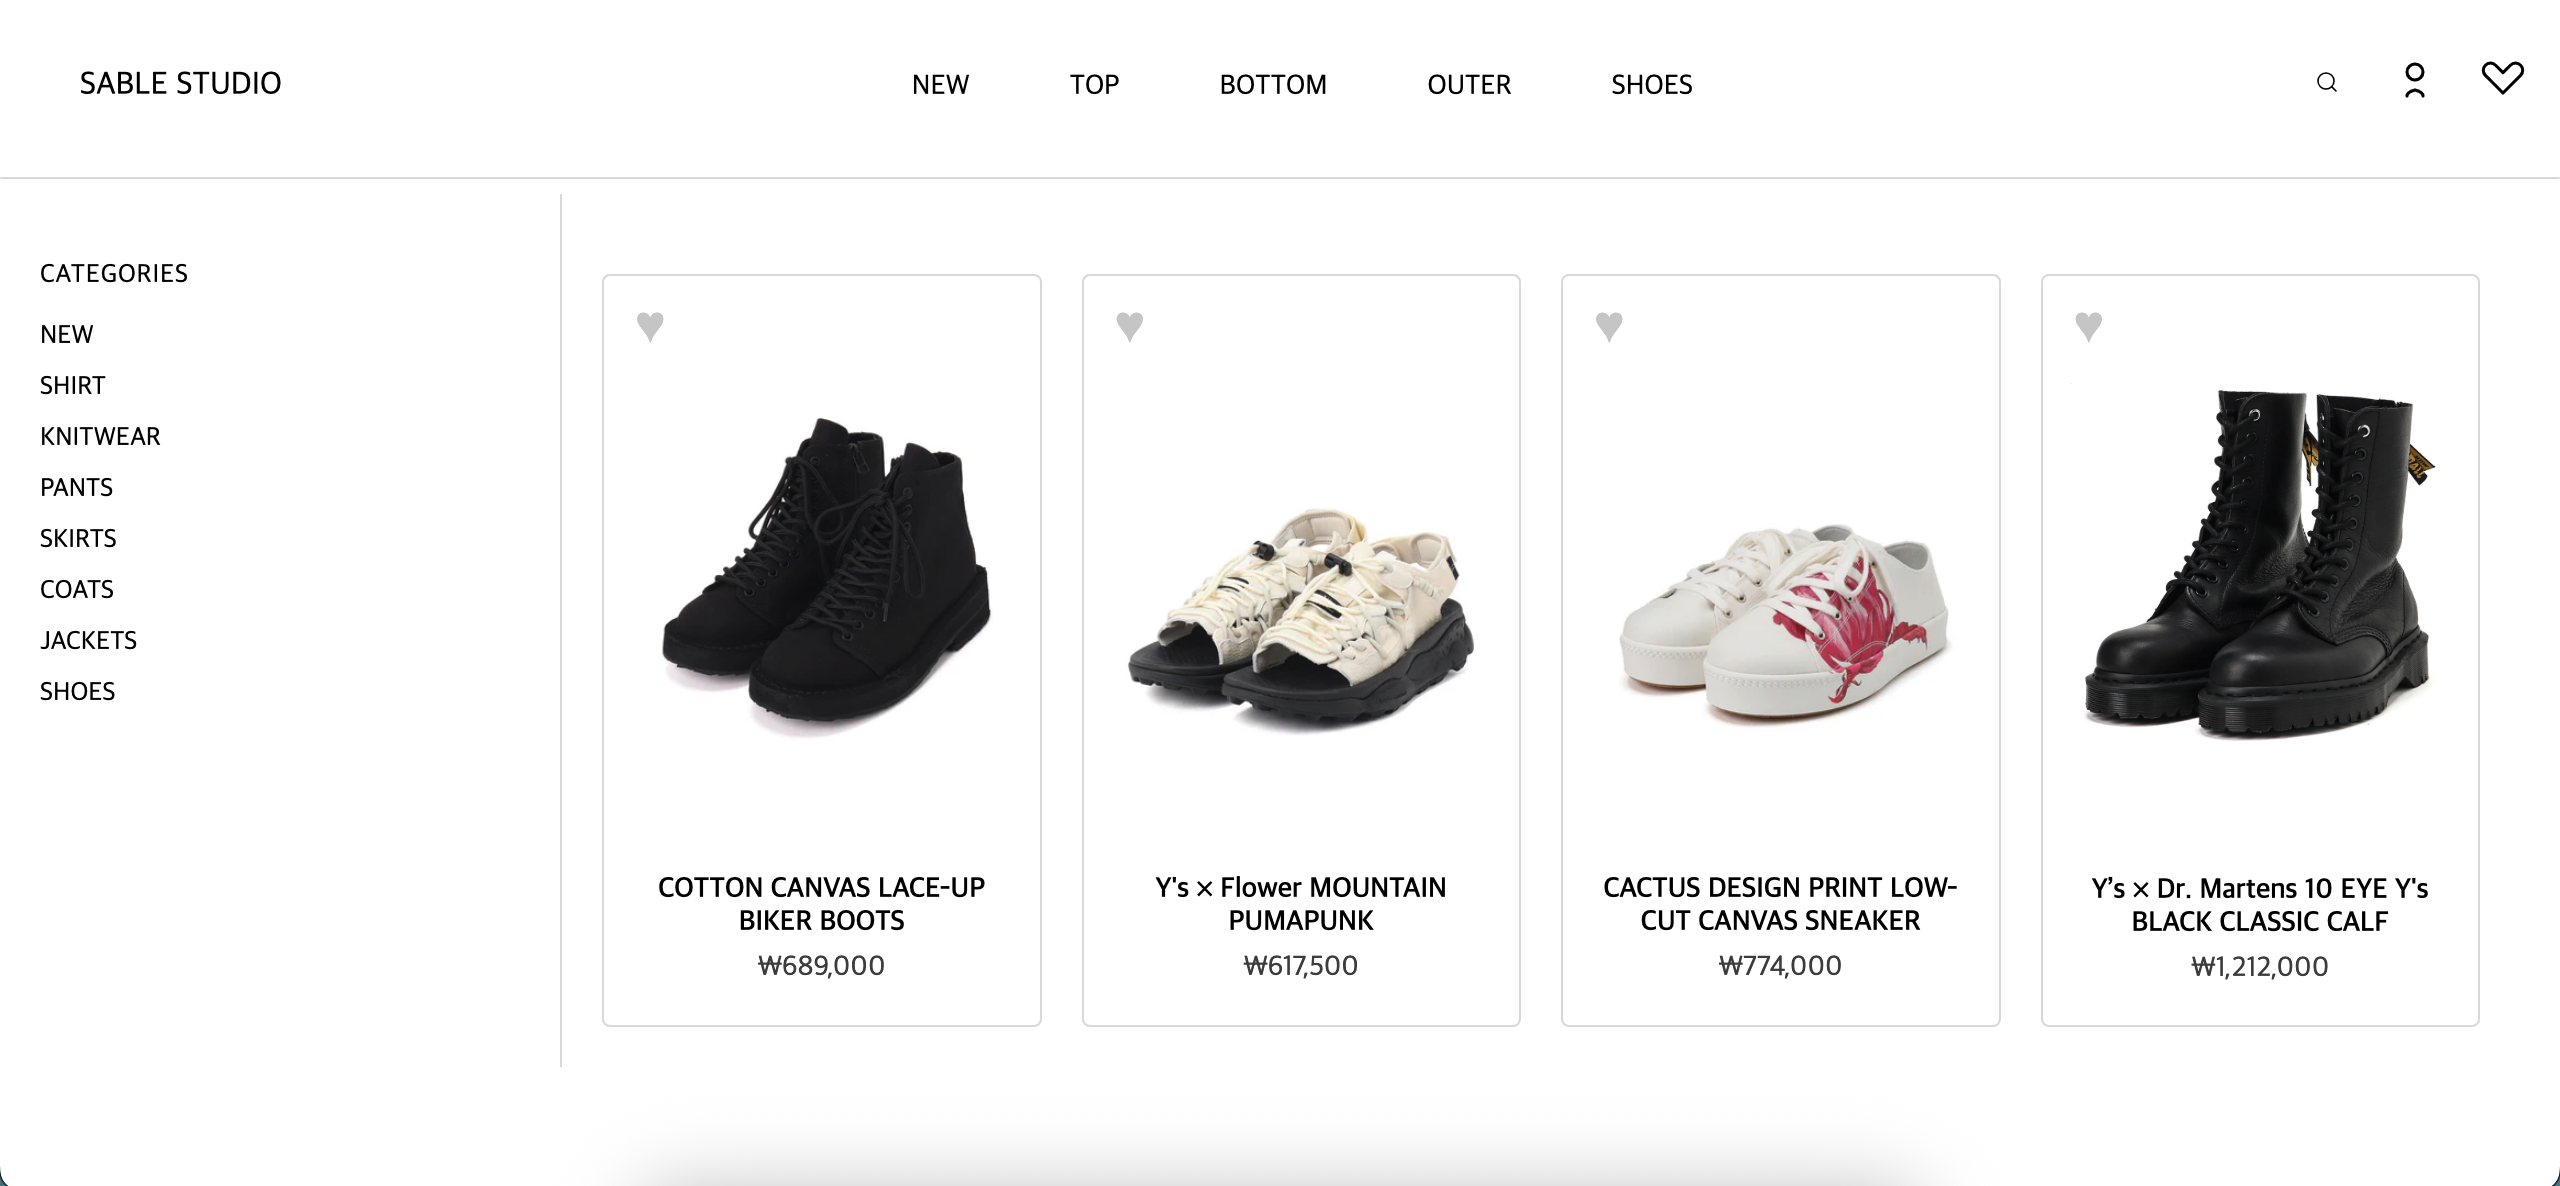 SABLE STUDIO
NEW
TOP
BOTTOM
OUTER
SHOES
CATEGORIES
NEW
SHIRT
KNITWEAR
PANTS
SKIRTS
COATS
JACKETS
SHOES
COTTON CANVAS LACE-UP
BIKER BOOTS
₩689,000
Y's × Flower MOUNTAIN
PUMAPUNK
₩617,500
CACTUS DESIGN PRINT LOW-
CUT CANVAS SNEAKER
₩774,000
Y’s × Dr. Martens 10 EYE Y's
BLACK CLASSIC CALF
₩1,212,000